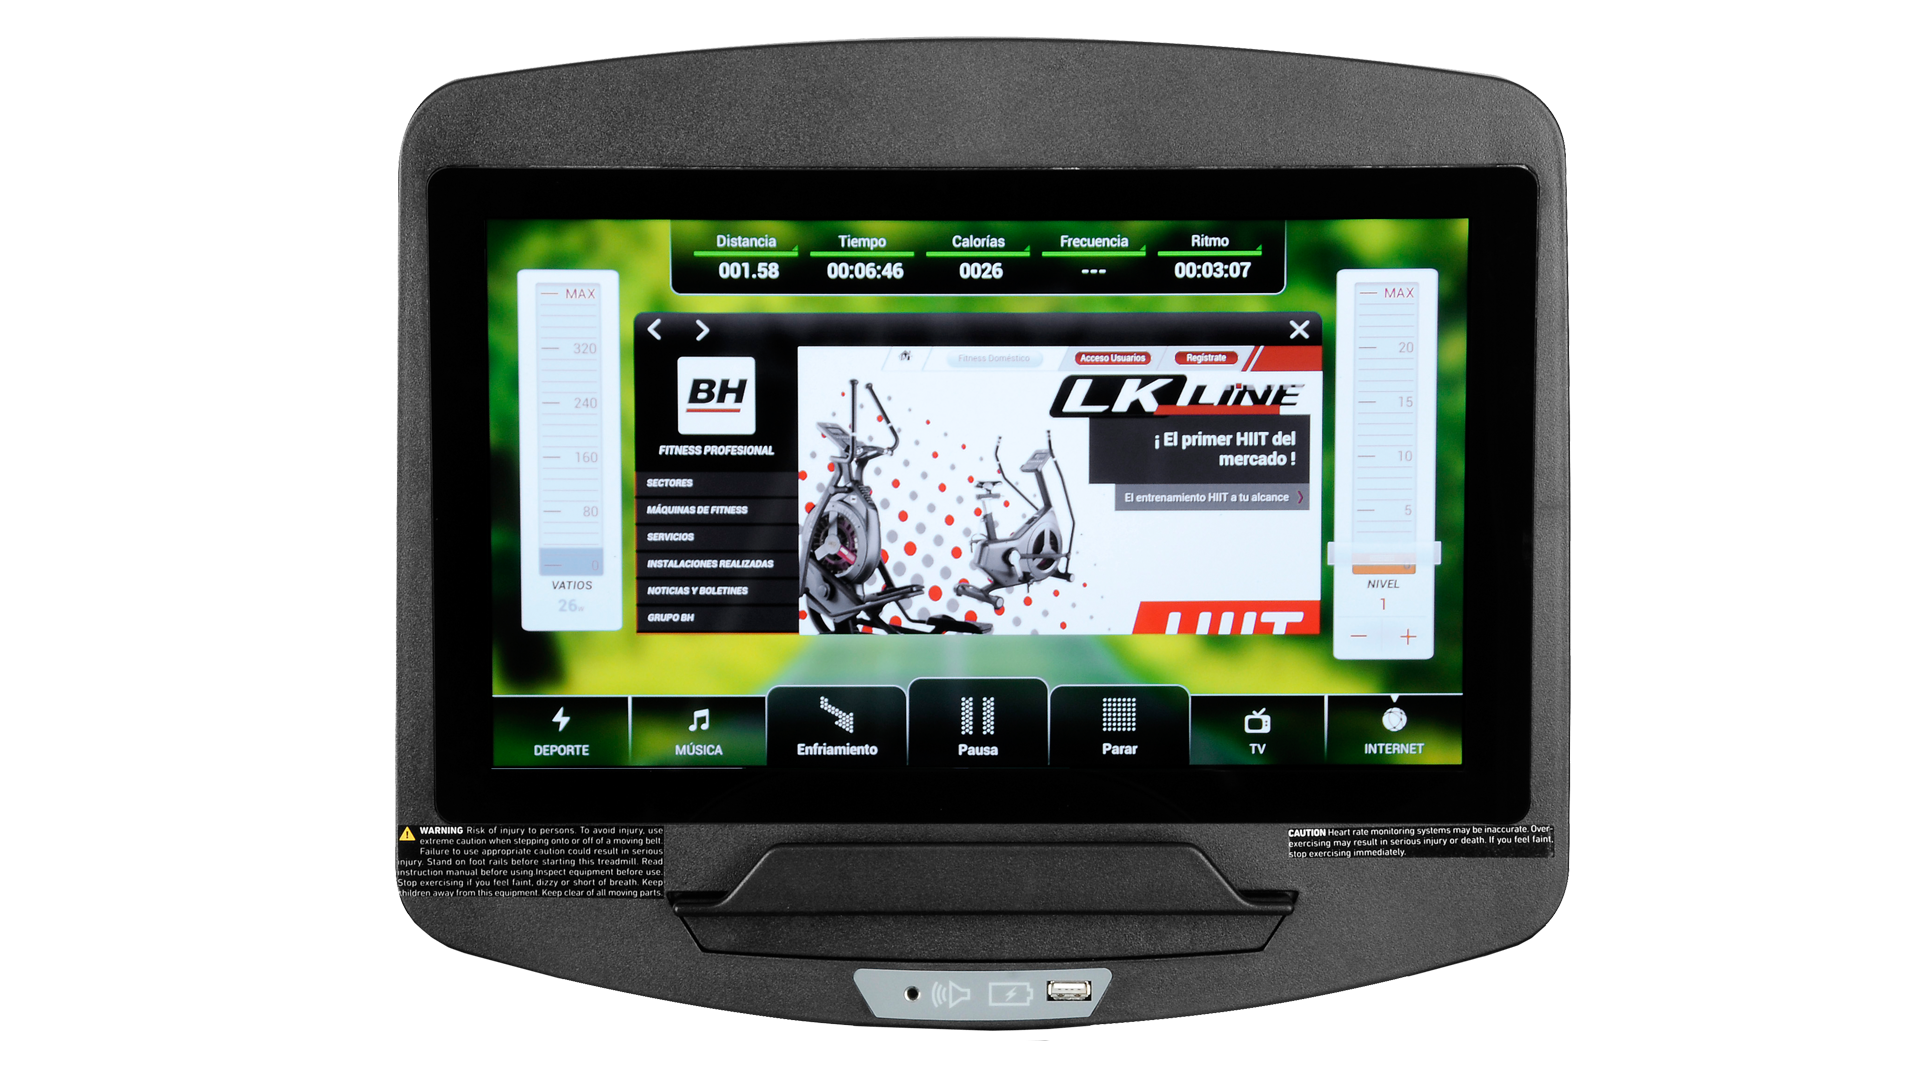 Distancia Tiempo Calorías Frecuencia Ritmo
001.58 00:06:46 0026 --- 00:03:07
MAX
320
240
160
80
0
VATIOS
26w
BH
FITNESS PROFESIONAL
SECTORES
MÁQUINAS DE FITNESS
SERVICIOS
INSTALACIONES REALIZADAS
NOTICIAS Y BOLETINES
GRUPO BH
Fitness Doméstico Acceso Usuarios Regístrate
LK LiNE
¡ El primer HIIT del
mercado !
El entrenamiento HIIT a tu alcance
HIIT
MAX
20
15
10
5
0
NIVEL
1
− +
DEPORTE MÚSICA Enfriamiento Pausa Parar TV INTERNET
WARNING Risk of injury to persons. To avoid injury, use
extreme caution when stepping onto or off of a moving belt.
Failure to use appropriate caution could result in serious
injury. Stand on foot rails before starting this treadmill. Read
instruction manual before using.Inspect equipment before use.
Stop exercising if you feel faint, dizzy or short of breath. Keep
children away from this equipment. Keep clear of all moving parts.
CAUTION Heart rate monitoring systems may be inaccurate. Over-
exercising may result in serious injury or death. If you feel faint,
stop exercising immediately.